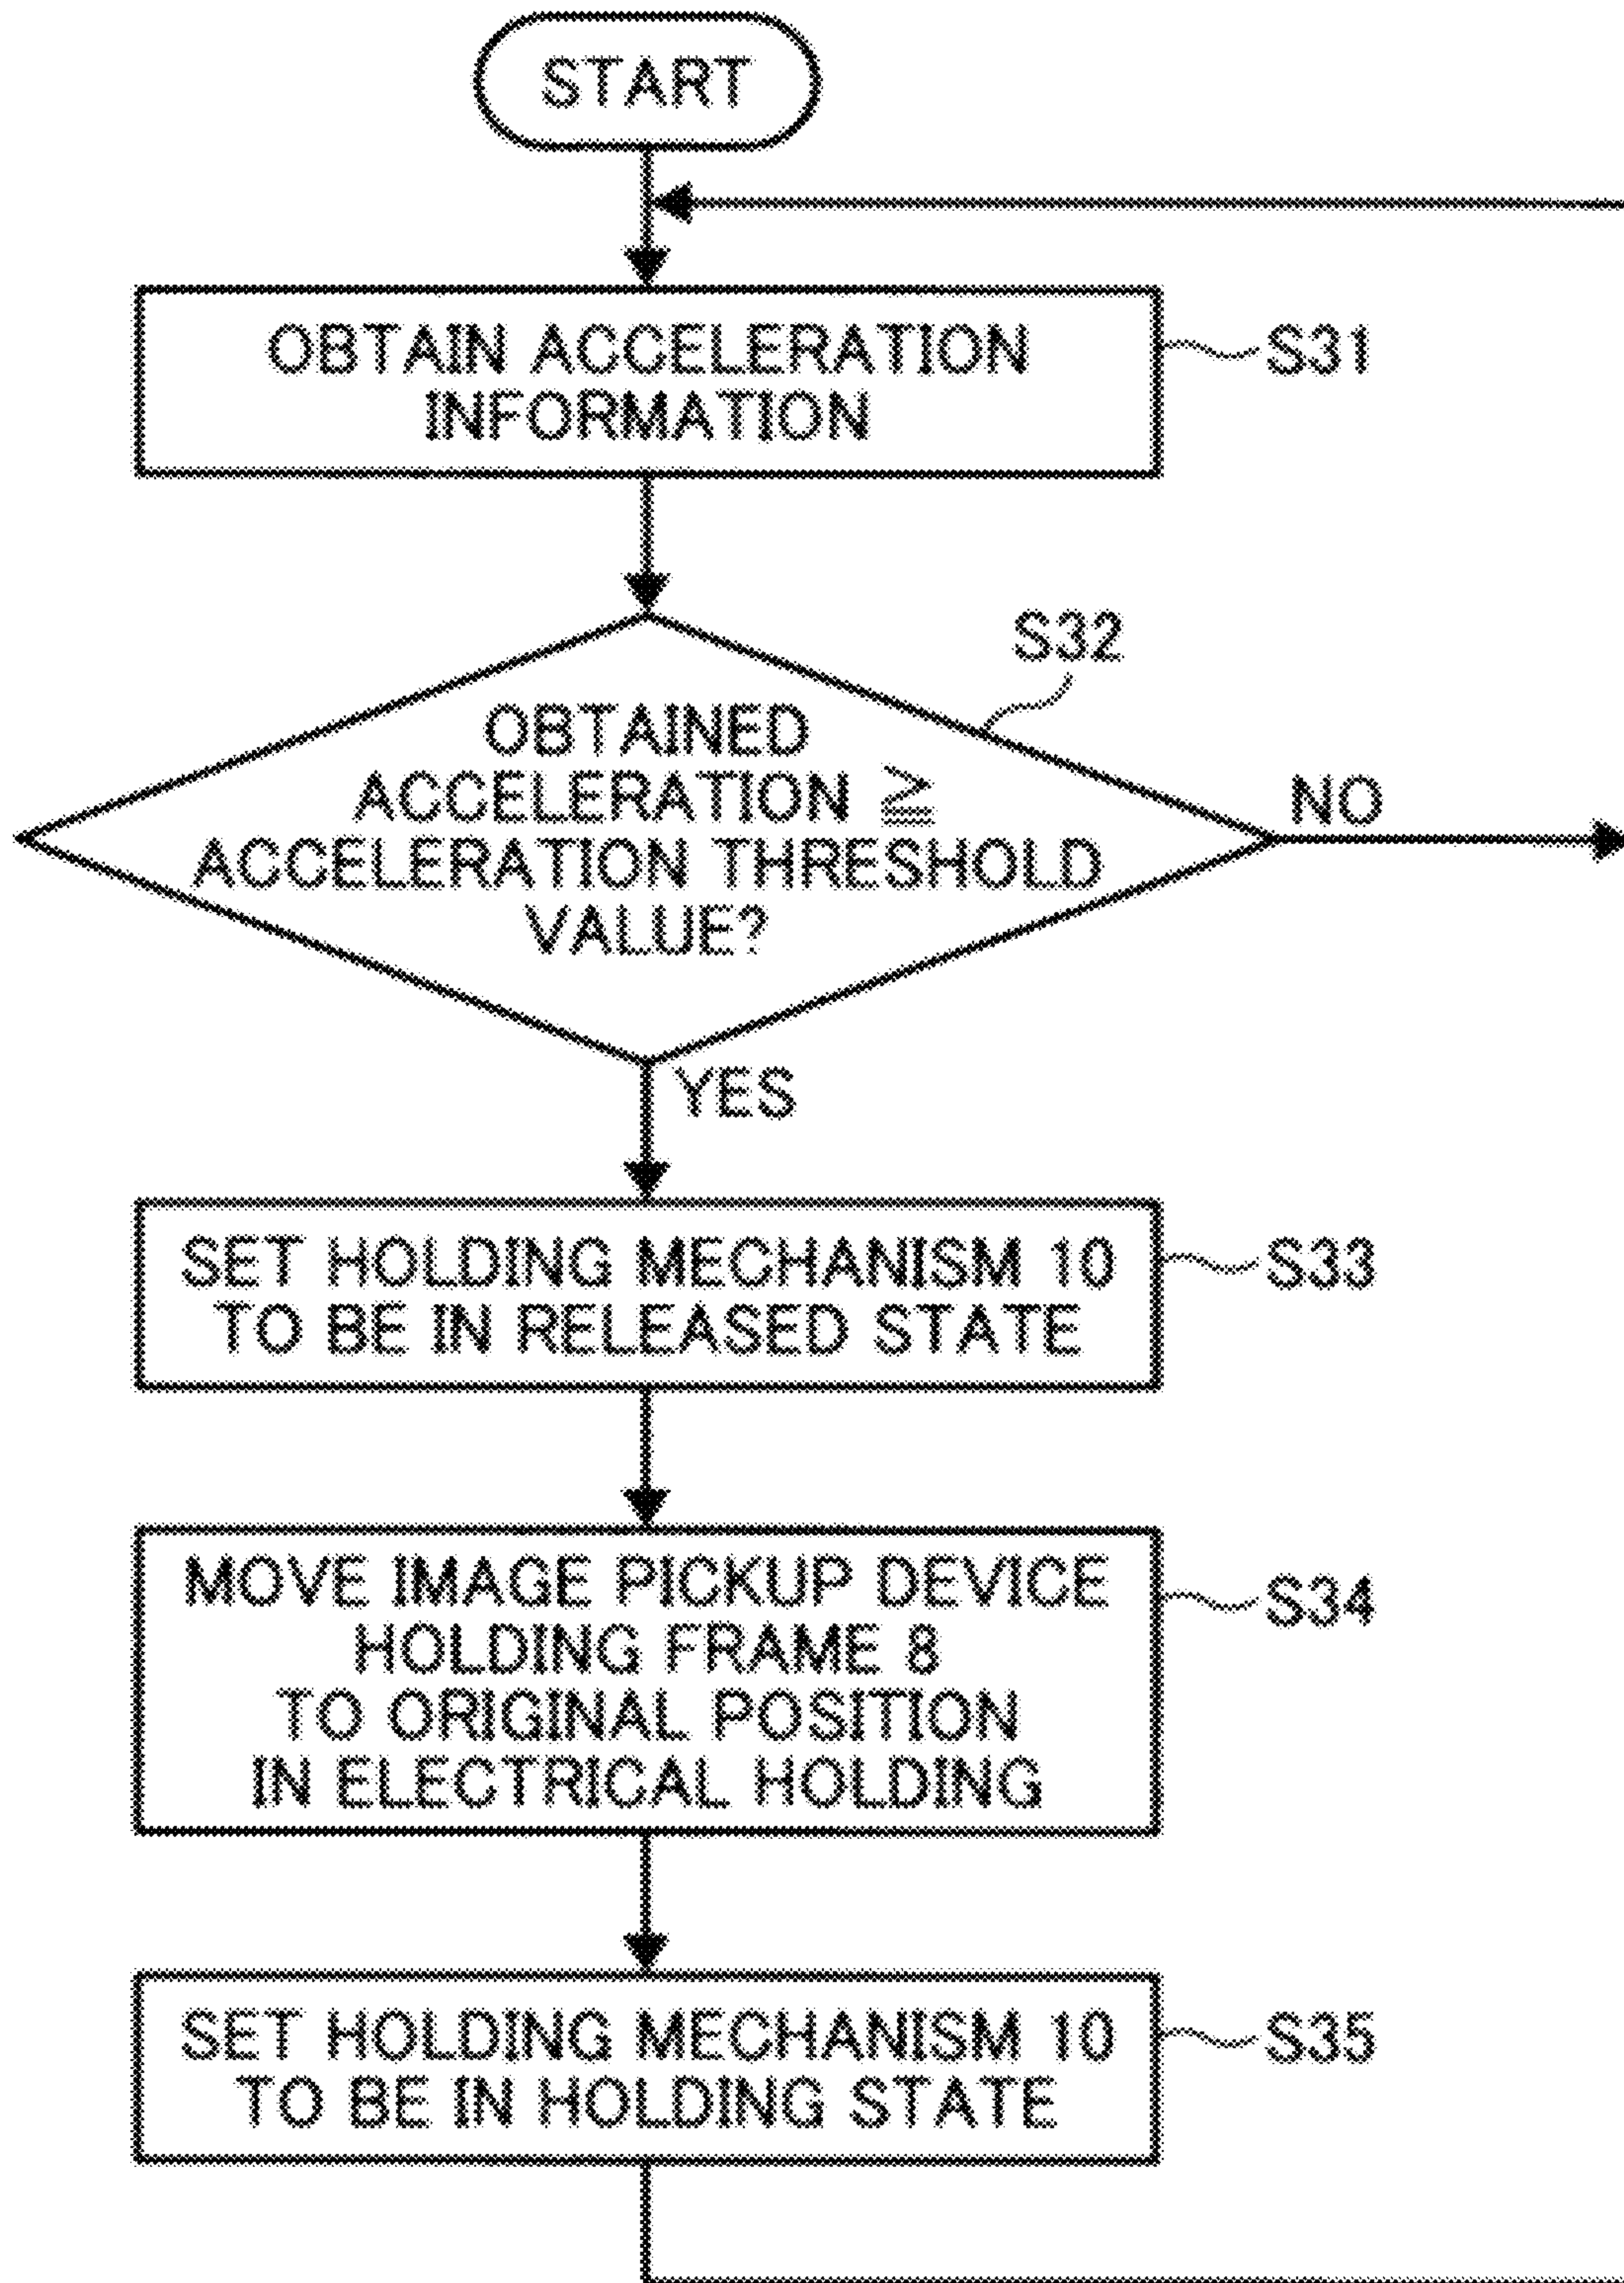 START
OBTAIN ACCELERATION
INFORMATION
S31
S32
OBTAINED
ACCELERATION ≧
ACCELERATION THRESHOLD
VALUE?
NO
YES
SET HOLDING MECHANISM 10
TO BE IN RELEASED STATE
S33
MOVE IMAGE PICKUP DEVICE
HOLDING FRAME 8
TO ORIGINAL POSITION
IN ELECTRICAL HOLDING
S34
SET HOLDING MECHANISM 10
TO BE IN HOLDING STATE
S35